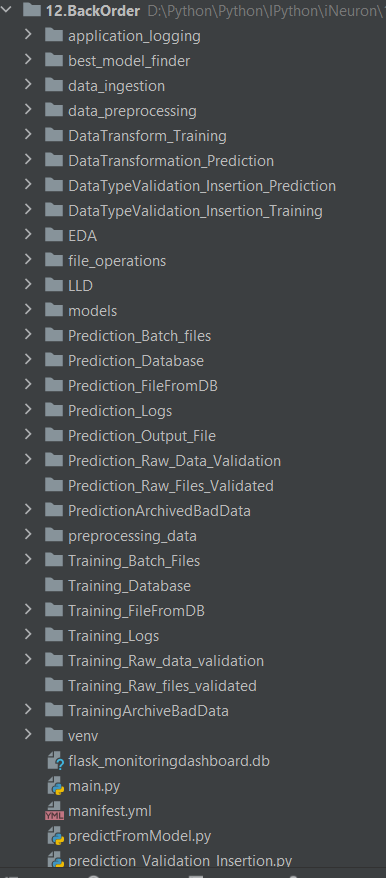 12.BackOrder D:\Python\Python\IPython\iNeuron\
application_logging
best_model_finder
data_ingestion
data_preprocessing
DataTransform_Training
DataTransformation_Prediction
DataTypeValidation_Insertion_Prediction
DataTypeValidation_Insertion_Training
EDA
file_operations
LLD
models
Prediction_Batch_files
Prediction_Database
Prediction_FileFromDB
Prediction_Logs
Prediction_Output_File
Prediction_Raw_Data_Validation
Prediction_Raw_Files_Validated
PredictionArchivedBadData
preprocessing_data
Training_Batch_Files
Training_Database
Training_FileFromDB
Training_Logs
Training_Raw_data_validation
Training_Raw_files_validated
TrainingArchiveBadData
venv
flask_monitoringdashboard.db
main.py
YML manifest.yml
predictFromModel.py
prediction_Validation_Insertion.py